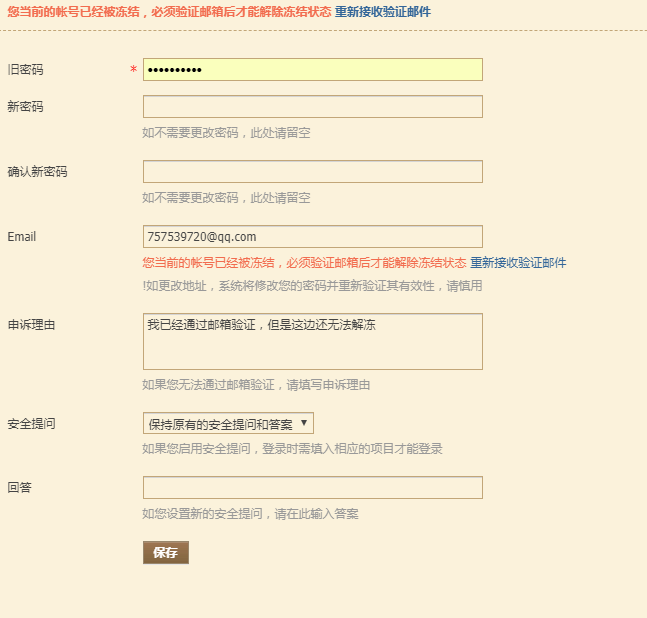 您当前的帐号已经被冻结，必须验证邮箱后才能解除冻结状态 重新接收验证邮件
旧密码 * ••••••••••
新密码
如不需要更改密码，此处请留空
确认新密码
如不需要更改密码，此处请留空
Email 757539720@qq.com
您当前的帐号已经被冻结，必须验证邮箱后才能解除冻结状态 重新接收验证邮件
!如更改地址，系统将修改您的密码并重新验证其有效性，请慎用
申诉理由 我已经通过邮箱验证，但是这边还无法解冻
如果您无法通过邮箱验证，请填写申诉理由
安全提问 保持原有的安全提问和答案 ▼
如果您启用安全提问，登录时需填入相应的项目才能登录
回答
如您设置新的安全提问，请在此输入答案
保存